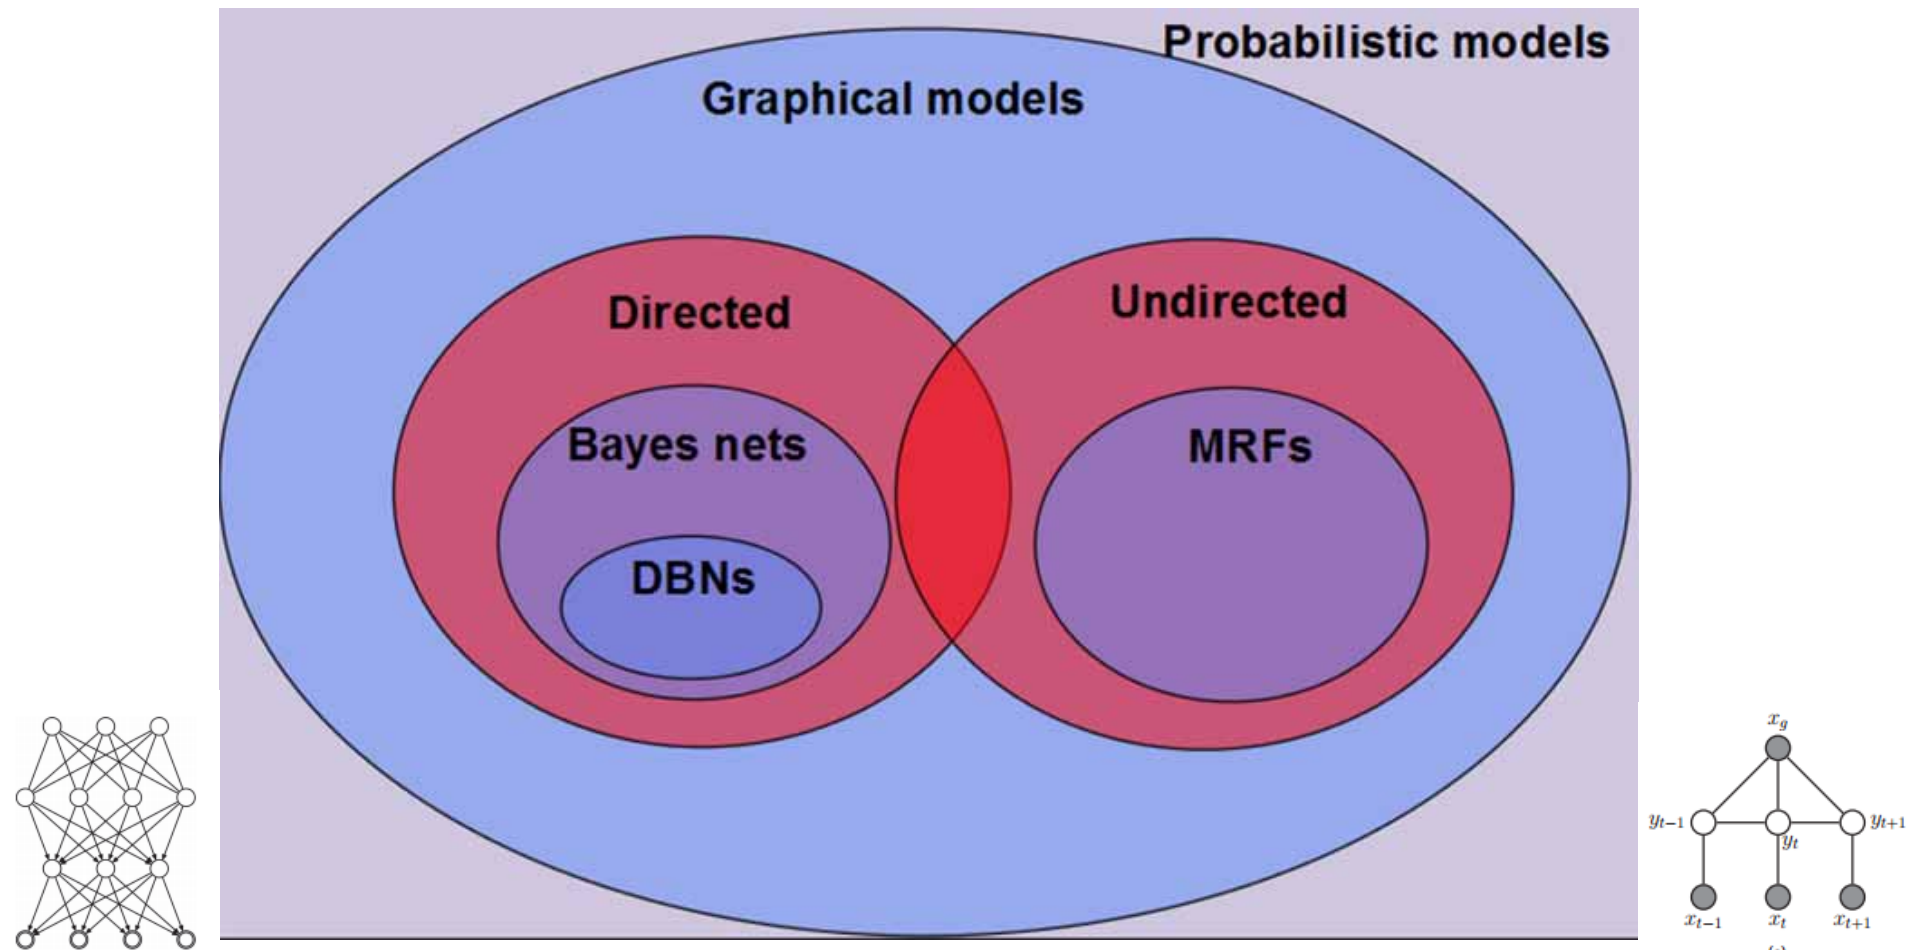 Probabilistic models
Graphical models
Directed
Undirected
Bayes nets
MRFs
DBNs
x_g
y_{t-1}
y_t
y_{t+1}
x_{t-1}
x_t
x_{t+1}